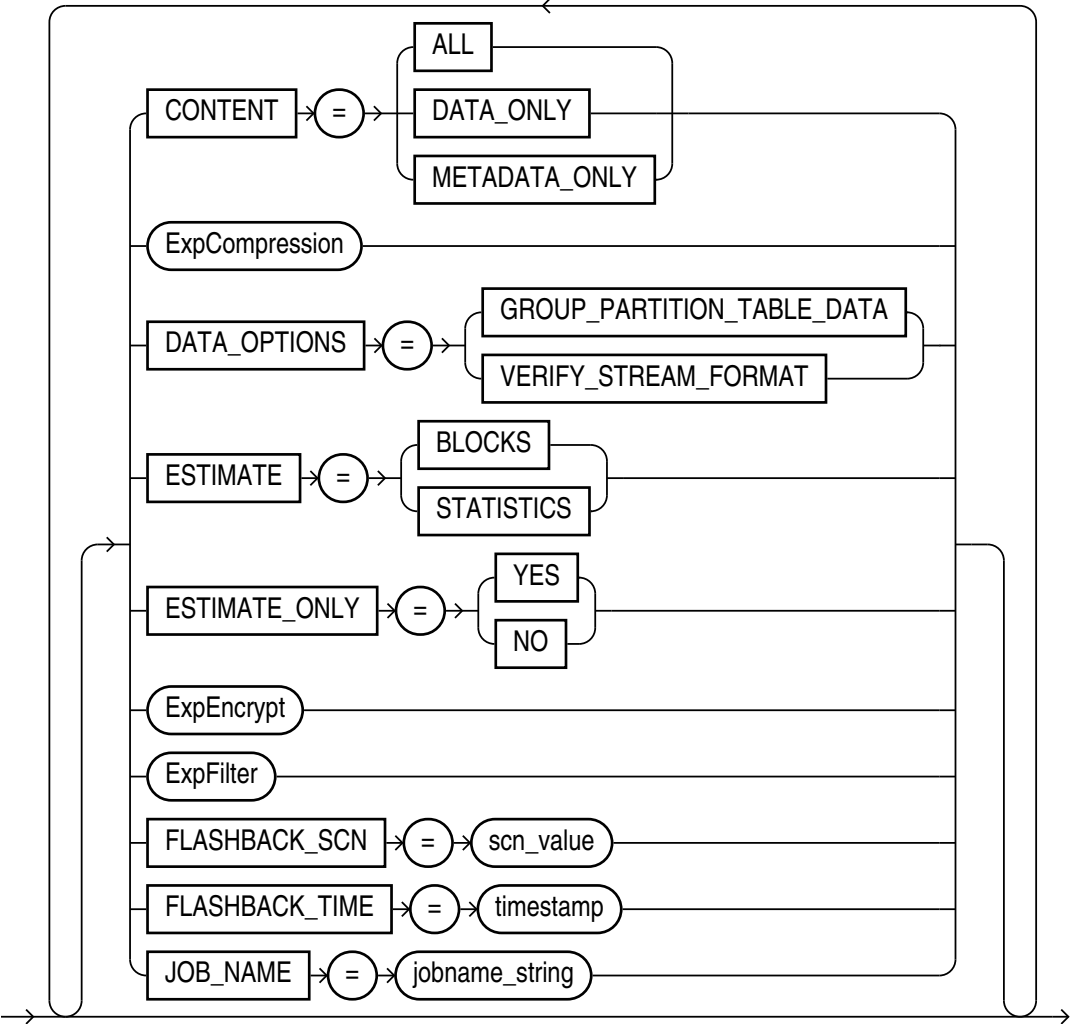 ALL
CONTENT = DATA_ONLY
METADATA_ONLY
ExpCompression
GROUP_PARTITION_TABLE_DATA
DATA_OPTIONS =
VERIFY_STREAM_FORMAT
BLOCKS
ESTIMATE =
STATISTICS
YES
ESTIMATE_ONLY =
NO
ExpEncrypt
ExpFilter
FLASHBACK_SCN = scn_value
FLASHBACK_TIME = timestamp
JOB_NAME = jobname_string